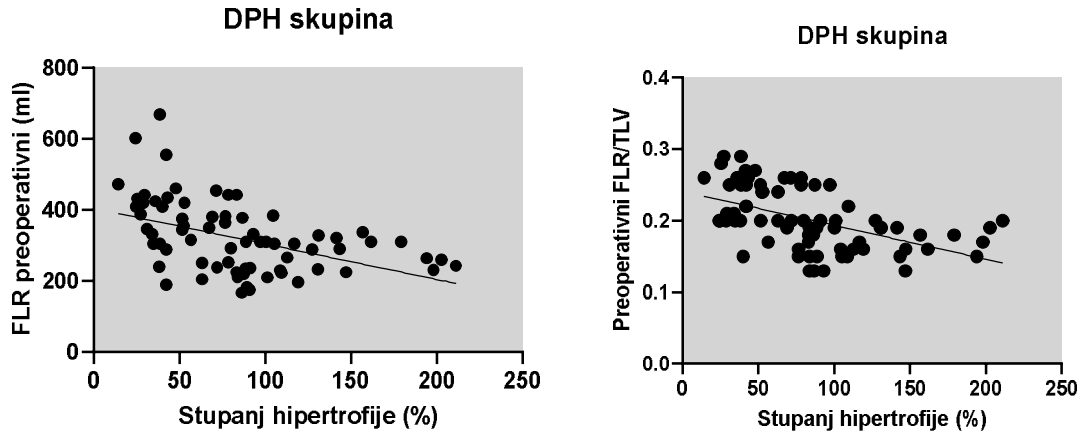 DPH skupina
FLR preoperativni (ml)
800
600
400
200
0
0 50 100 150 200 250
Stupanj hipertrofije (%)
DPH skupina
Preoperativni FLR/TLV
0.4
0.3
0.2
0.1
0.0
0 50 100 150 200 250
Stupanj hipertrofije (%)